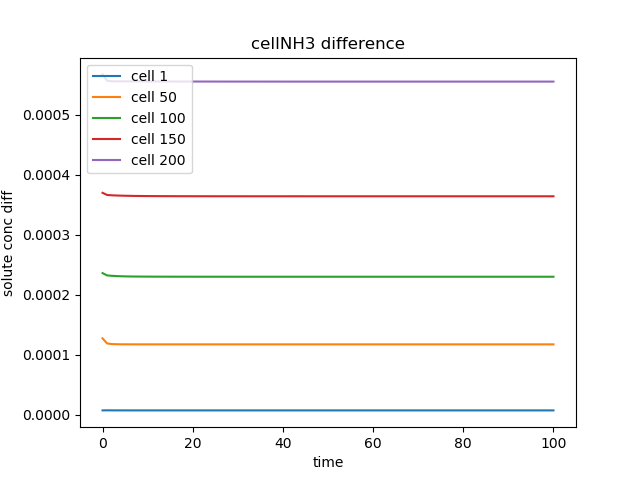 cellNH3 difference
cell 1
cell 50
cell 100
cell 150
cell 200
solute conc diff
0.0005
0.0004
0.0003
0.0002
0.0001
0.0000
0 20 40 60 80 100
time